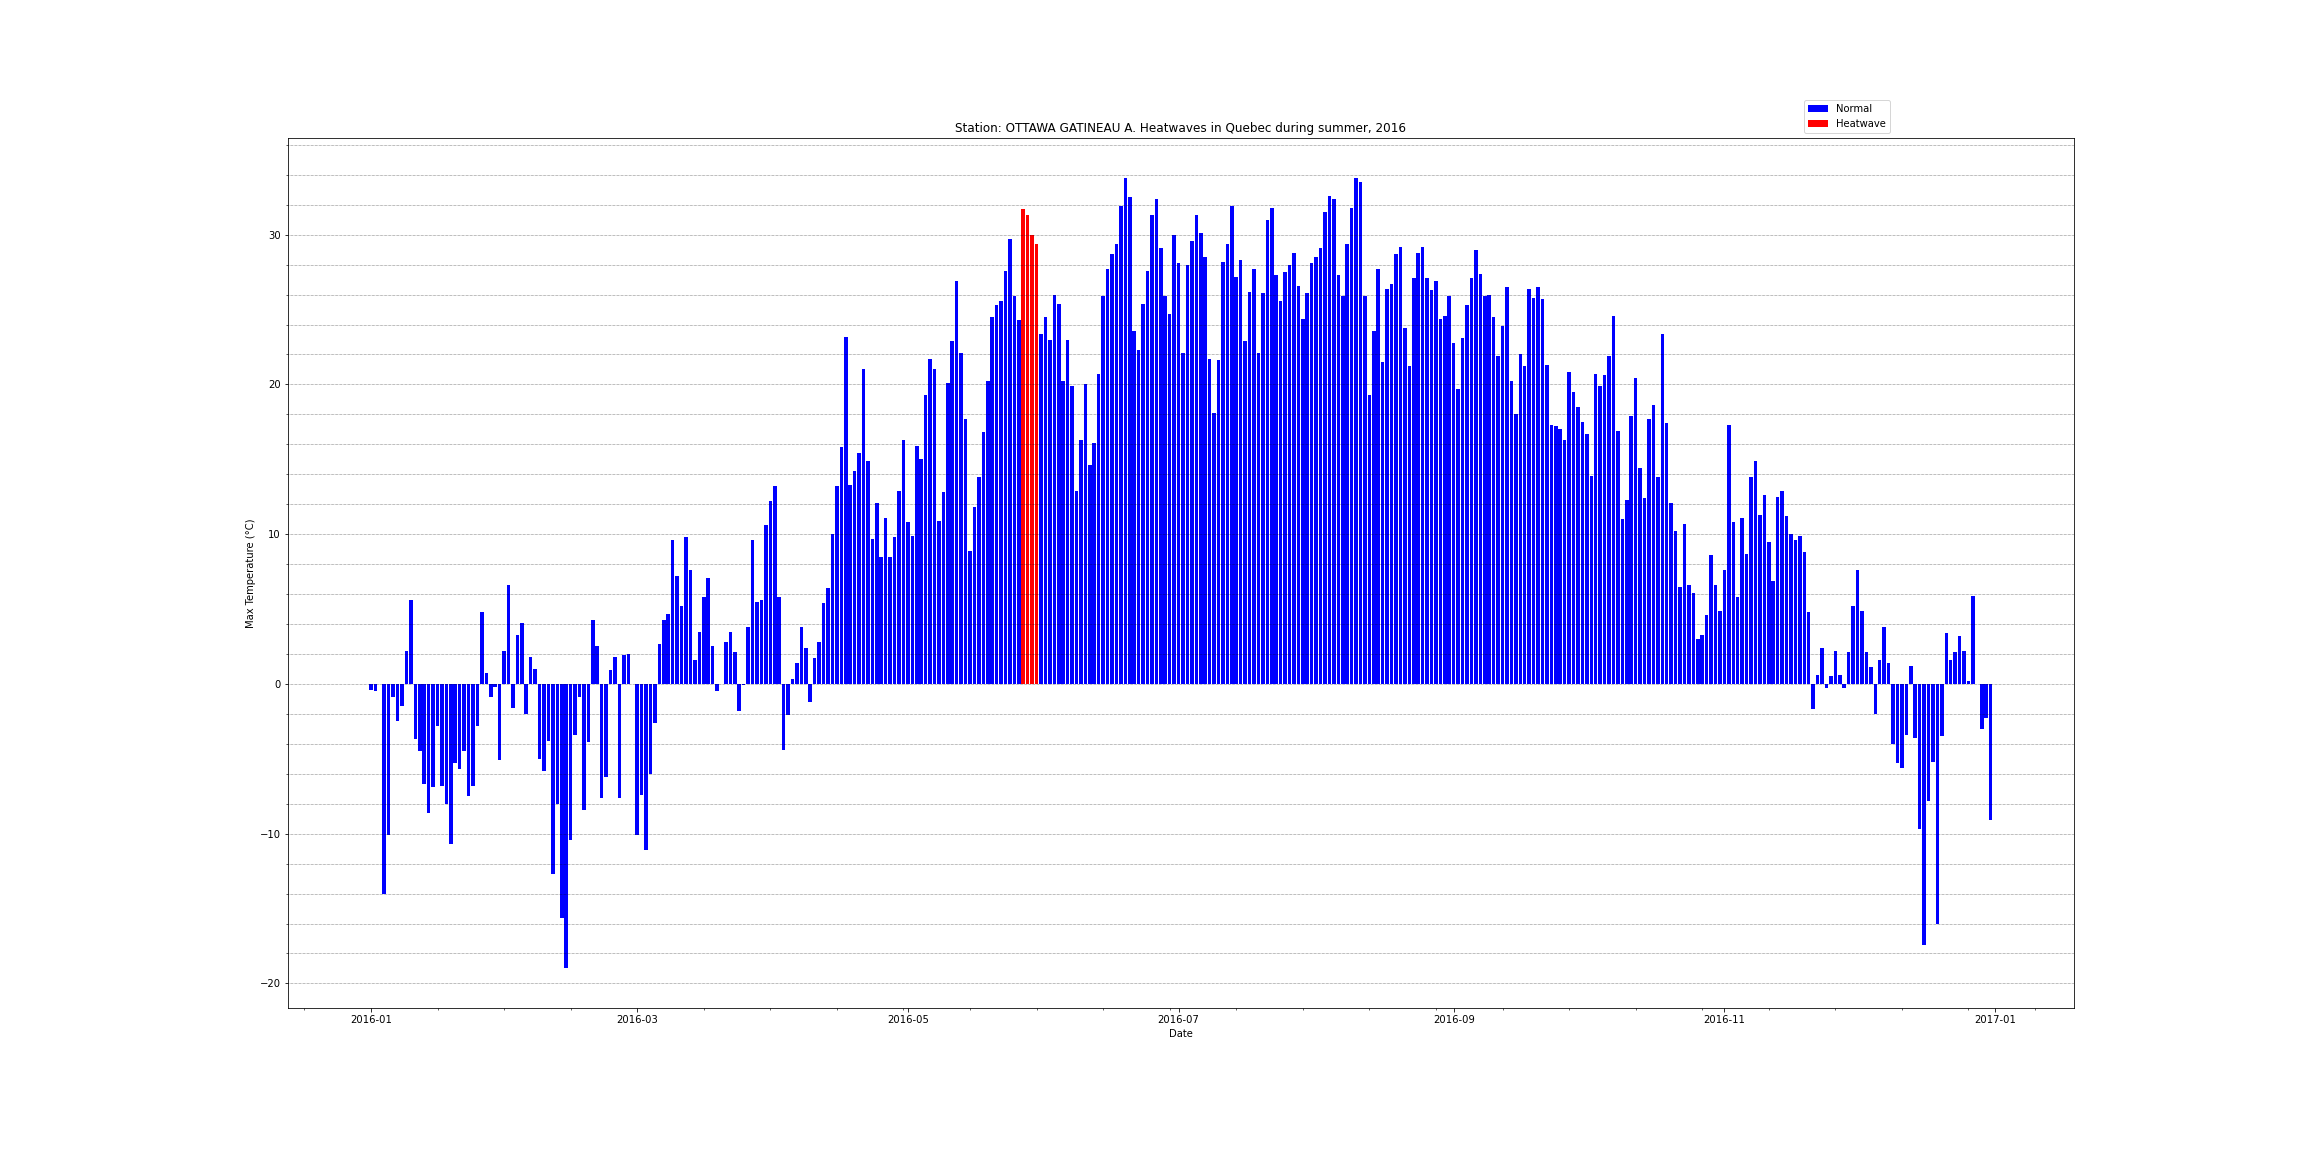 Normal
Heatwave
Station: OTTAWA GATINEAU A. Heatwaves in Quebec during summer, 2016
30
20
10
0
−10
−20
Max Temperature (°C)
2016-01 2016-03 2016-05 2016-07 2016-09 2016-11 2017-01
Date